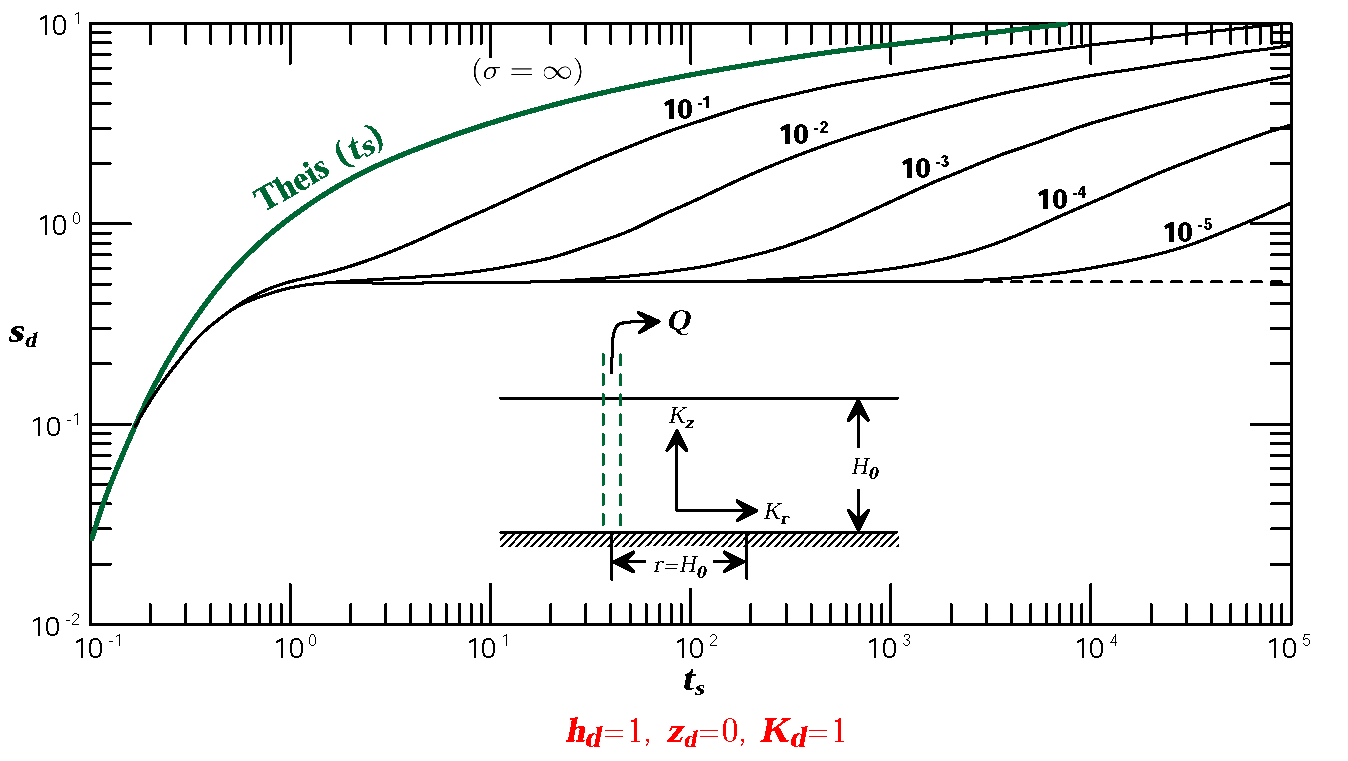 10^1
(σ = ∞)
Theis (t_s)
10^-1
10^-2
10^-3
10^-4
10^-5
10^0
s_d
10^-1
10^-2
Q
K_z
H_0
K_r
r=H_0
10^-1 10^0 10^1 10^2 10^3 10^4 10^5
t_s
h_d=1, z_d=0, K_d=1